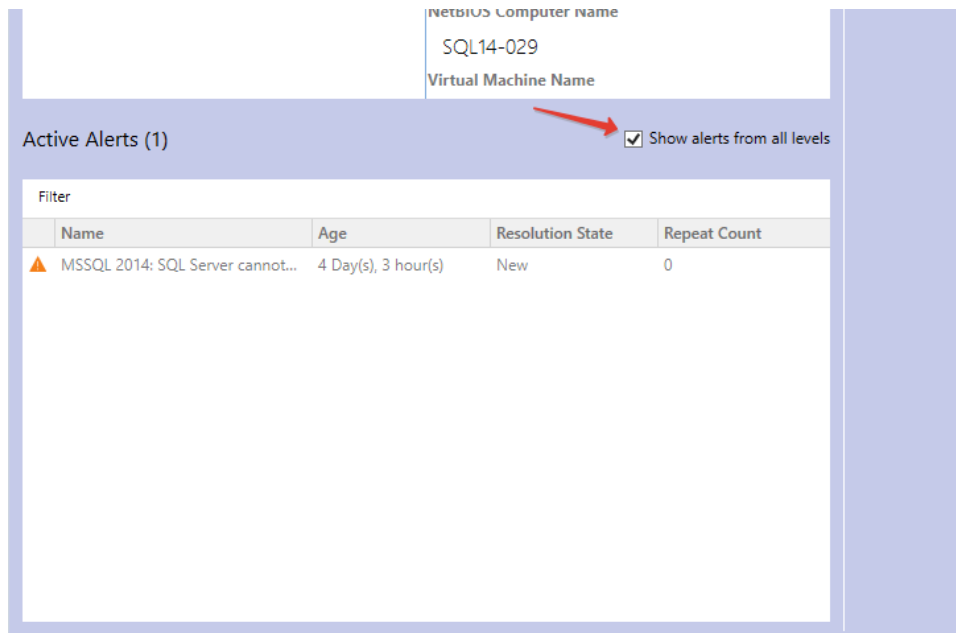 NetBIOS Computer Name
SQL14-029
Virtual Machine Name
Active Alerts (1)
Show alerts from all levels
Filter
Name Age Resolution State Repeat Count
MSSQL 2014: SQL Server cannot... 4 Day(s), 3 hour(s) New 0